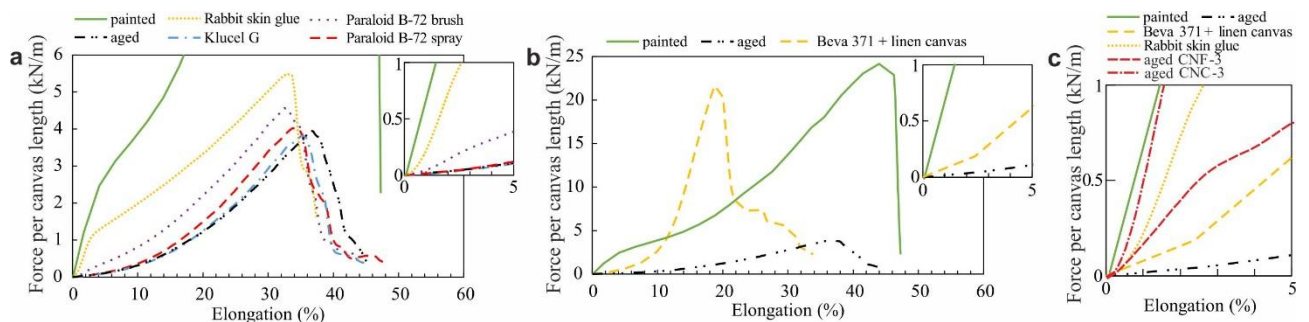 painted
Rabbit skin glue
Paraloid B-72 brush
aged
Klucel G
Paraloid B-72 spray
a
Force per canvas length (kN/m)
6
5
4
3
2
1
0
0 10 20 30 40 50 60
Elongation (%)
1
0.5
0
0 2.5 5
painted
aged
Beva 371 + linen canvas
b
Force per canvas length (kN/m)
25
20
15
10
5
0
0 10 20 30 40 50 60
Elongation (%)
1
0.5
0
0 5
painted
aged
Beva 371 + linen canvas
Rabbit skin glue
aged CNF-3
aged CNC-3
c
Force per canvas length (kN/m)
1
0.5
0
0 5
Elongation (%)